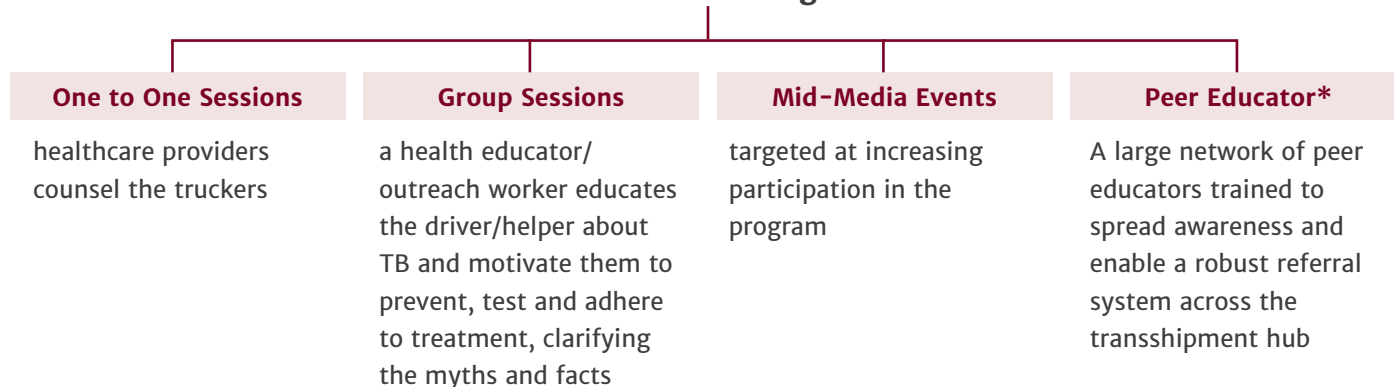 One to One Sessions
healthcare providers
counsel the truckers
Group Sessions
a health educator/
outreach worker educates
the driver/helper about
TB and motivate them to
prevent, test and adhere
to treatment, clarifying
the myths and facts
Mid-Media Events
targeted at increasing
participation in the
program
Peer Educator*
A large network of peer
educators trained to
spread awareness and
enable a robust referral
system across the
transshipment hub